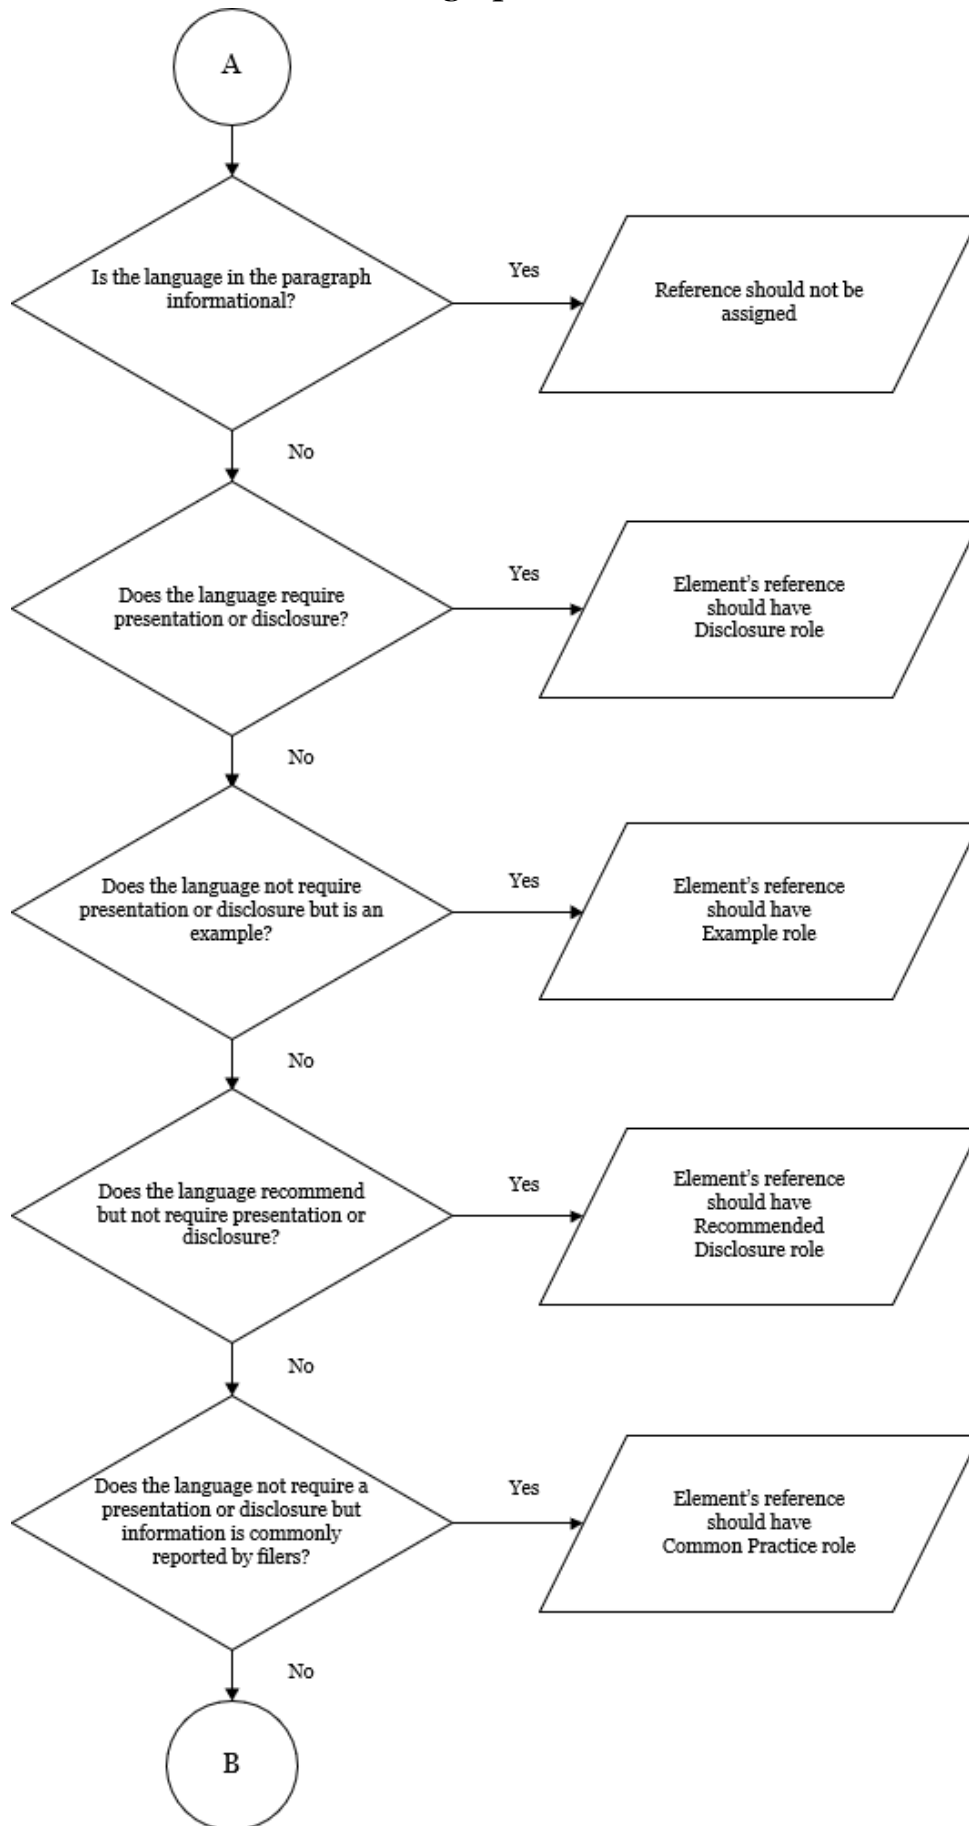 A
Is the language in the paragraph
informational?
Yes
Reference should not be
assigned
No
Does the language require
presentation or disclosure?
Yes
Element’s reference
should have
Disclosure role
No
Does the language not require
presentation or disclosure but is an
example?
Yes
Element’s reference
should have
Example role
No
Does the language recommend
but not require presentation or
disclosure?
Yes
Element’s reference
should have
Recommended
Disclosure role
No
Does the language not require a
presentation or disclosure but
information is commonly
reported by filers?
Yes
Element’s reference
should have
Common Practice role
No
B